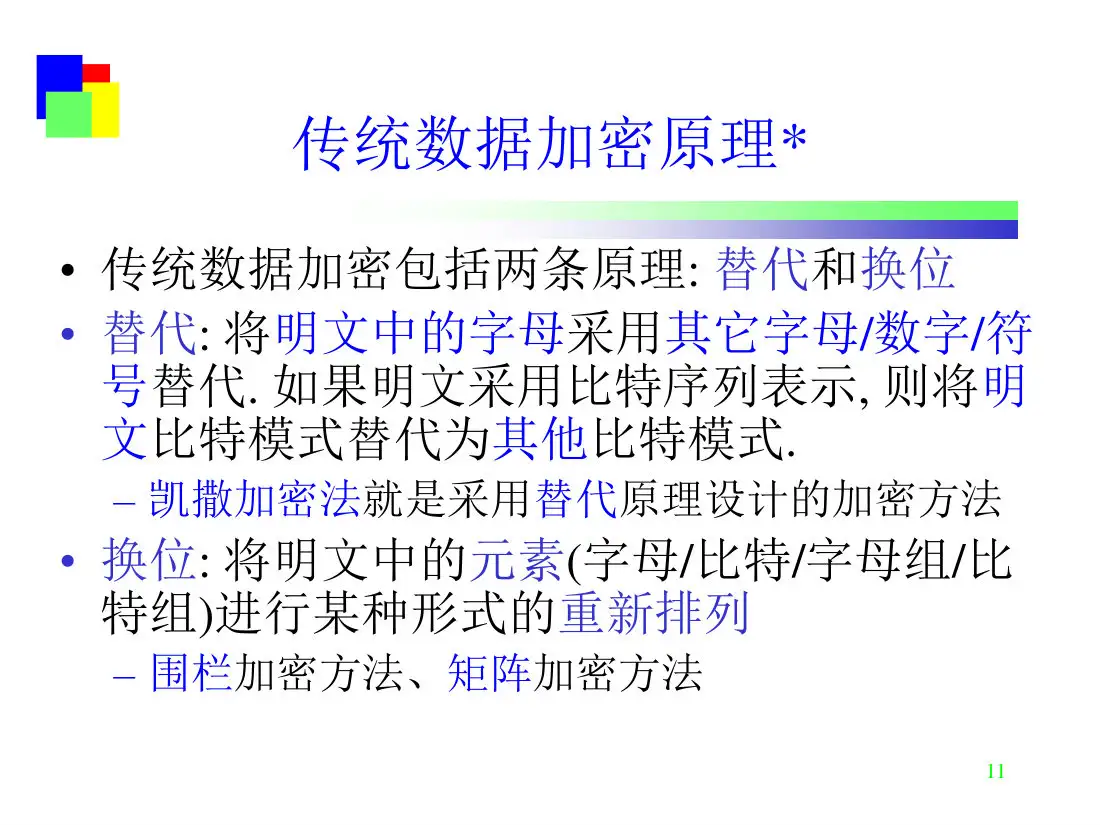 传统数据加密原理*
• 传统数据加密包括两条原理: 替代和换位
• 替代: 将明文中的字母采用其它字母/数字/符
号替代. 如果明文采用比特序列表示, 则将明
文比特模式替代为其他比特模式.
– 凯撒加密法就是采用替代原理设计的加密方法
• 换位: 将明文中的元素(字母/比特/字母组/比
特组)进行某种形式的重新排列
– 围栏加密方法、矩阵加密方法
11